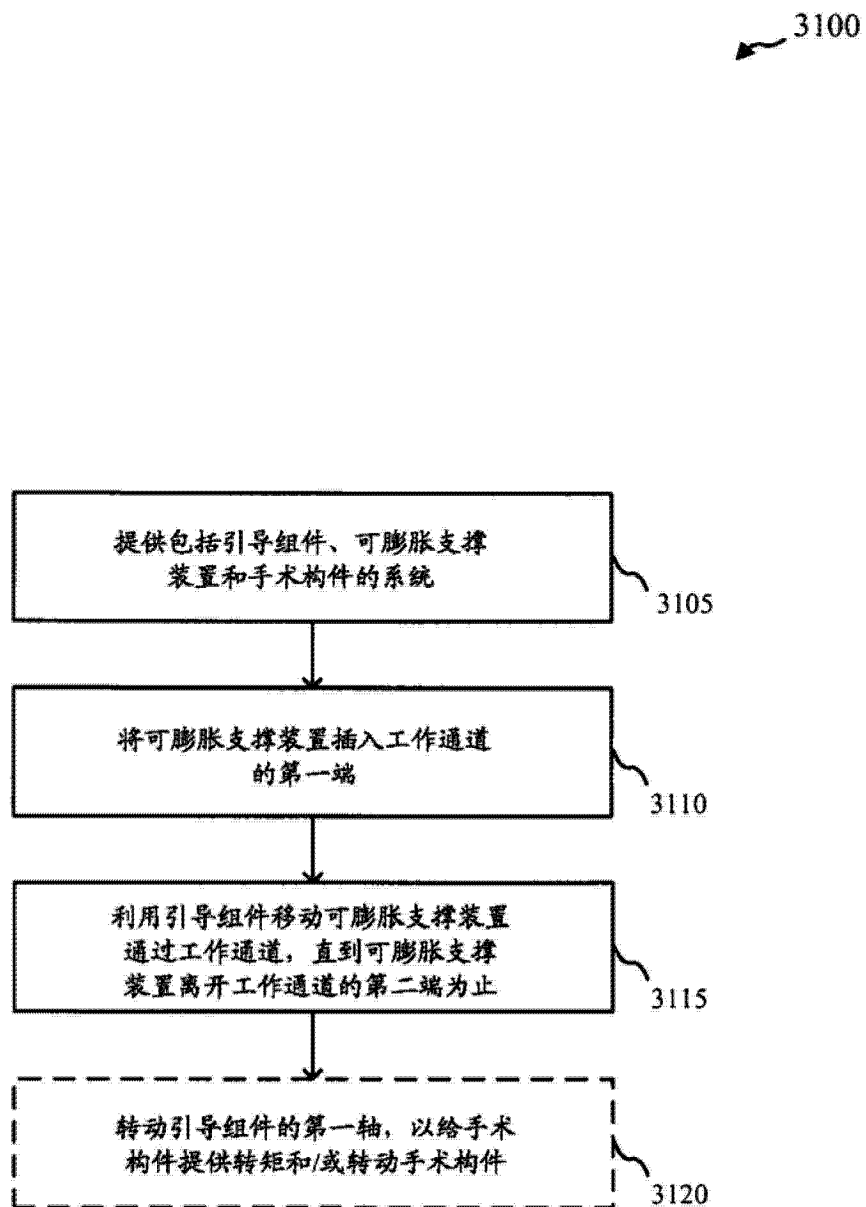 3100
提供包括引导组件、可膨胀支撑
装置和手术构件的系统
3105
将可膨胀支撑装置插入工作通道
的第一端
3110
利用引导组件移动可膨胀支撑装置
通过工作通道，直到可膨胀支撑
装置离开工作通道的第二端为止
3115
转动引导组件的第一轴，以给手术
构件提供转矩和/或转动手术构件
3120